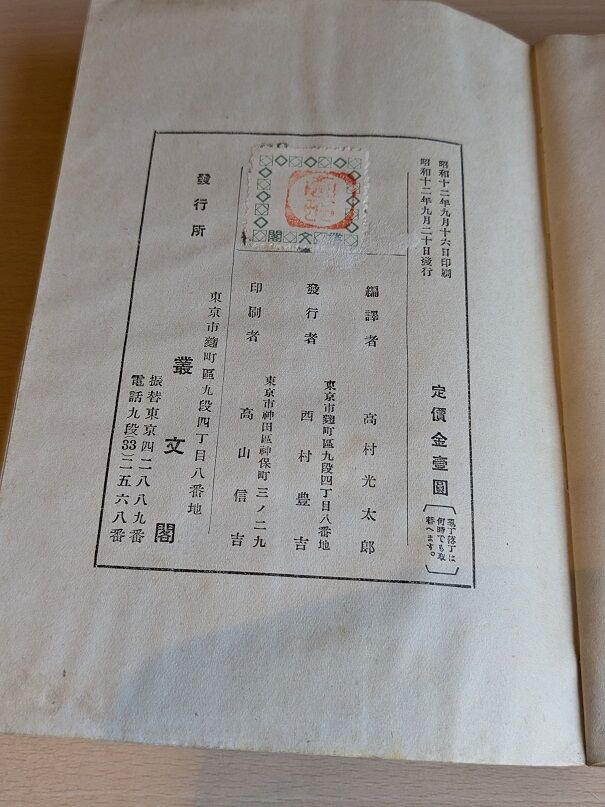 昭和十二年九月十六日印刷
昭和十二年九月二十日發行
定價金壹圓
亂丁落丁は
何時でも取
替へます。
編譯者 高村光太郎
東京市麴町區九段四丁目八番地
發行者 西村豊吉
東京市神田區神保町三ノ二九
印刷者 高山信吉
叢文閣
發行所
東京市麴町區九段四丁目八番地
叢文閣
振替東京四二八八九番
電話九段33二五六八番